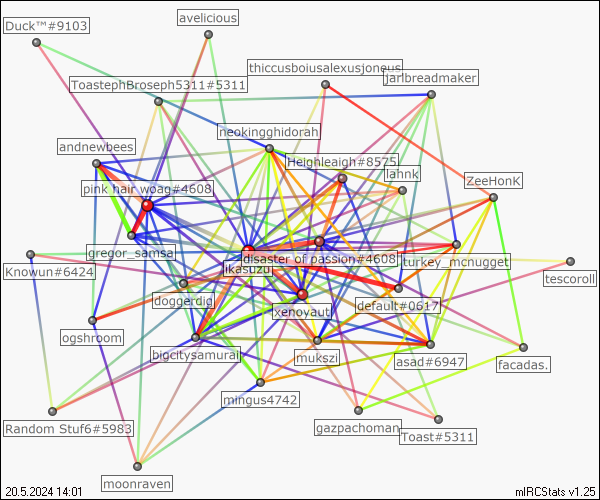 avelicious
Duck™#9103
thiccusboiusalexusjoneus
jarlbreadmaker
ToastephBroseph5311#5311
neokingghidorah
andnewbees
Heighleaigh#8575
lahnk
ZeeHonK
pink hair woag#4608
gregor_samsa
disaster of passion#4608
turkey_mcnugget
Knowun#6424
likasuzu
tescoroll
doggerdig
xenoyaut
default#0617
ogshroom
bigcitysamurai
mukszi
asad#6947
facadas.
mingus4742
Random Stuf6#5983
gazpachoman
Toast#5311
moonraven
20.5.2024 14:01
mIRCStats v1.25